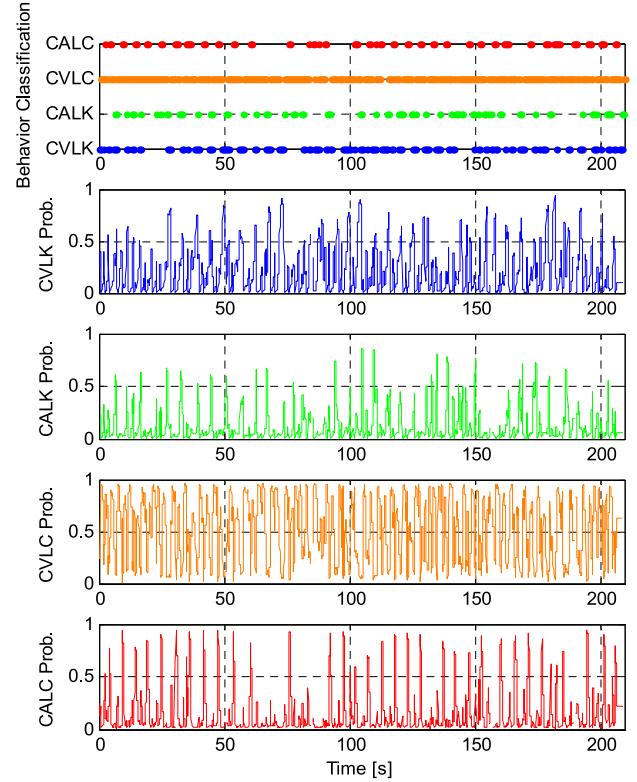 Behavior Classification
CALC
CVLC
CALK
CVLK
0 50 100 150 200
CVLK Prob.
1
0.5
0
0 50 100 150 200
CALK Prob.
1
0.5
0
0 50 100 150 200
CVLC Prob.
1
0.5
0
0 50 100 150 200
CALC Prob.
1
0.5
0
0 50 100 150 200
Time [s]